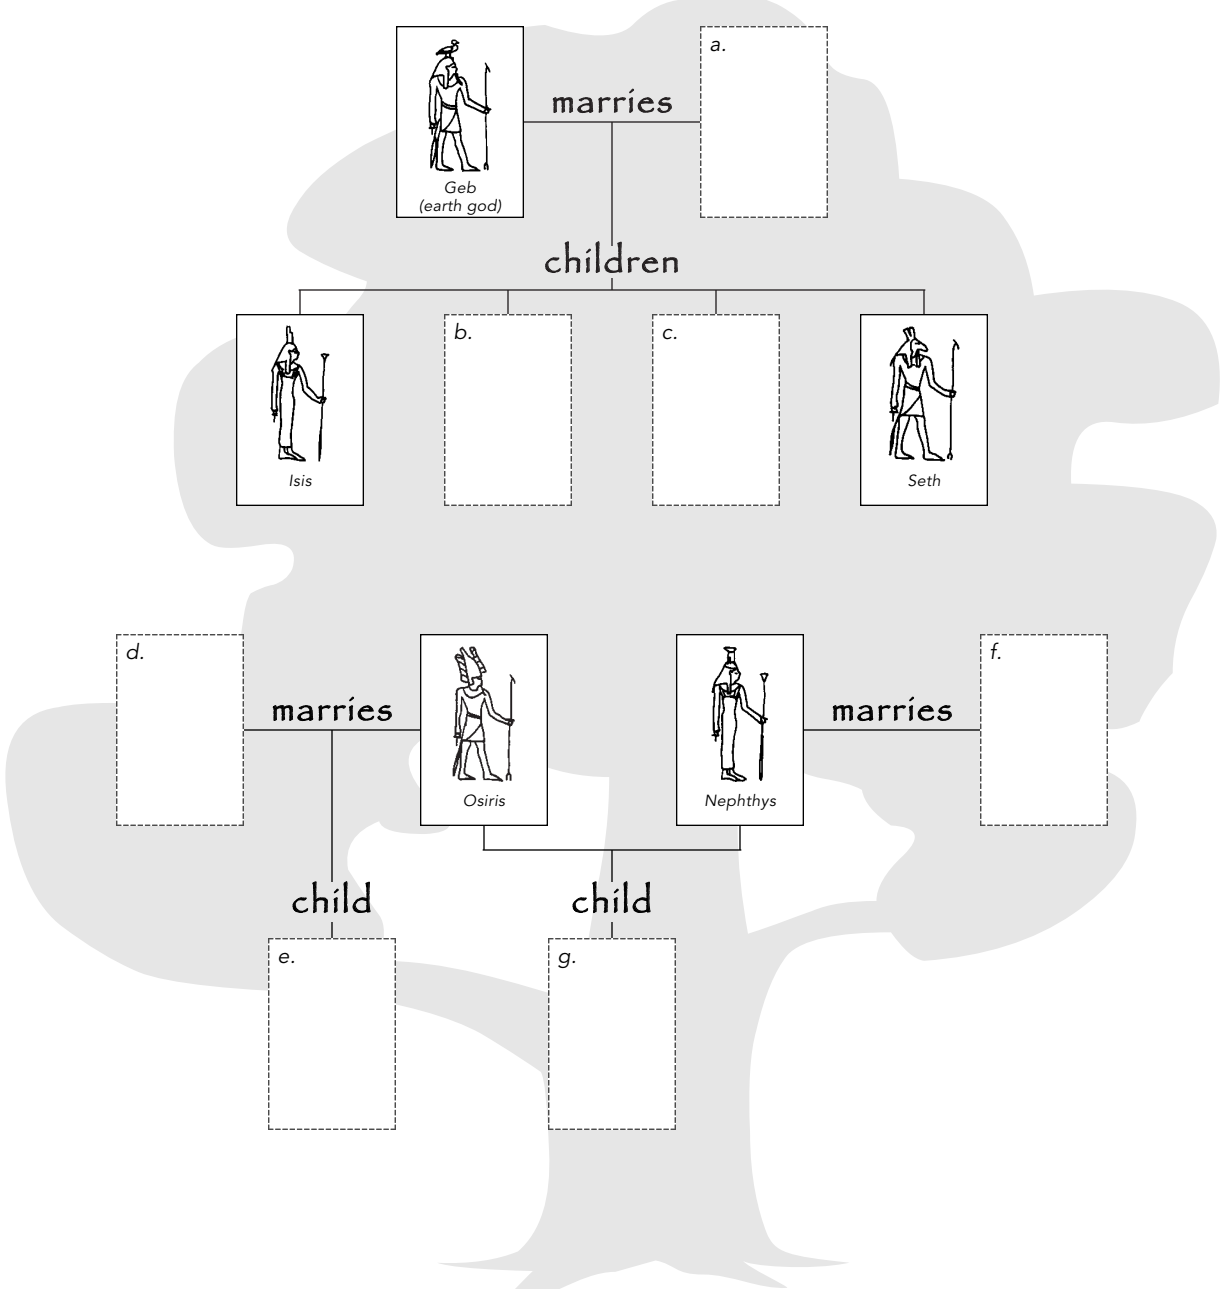 a.
marries
Geb
(earth god)
children
b.
c.
Isis
Seth
d.
f.
marries
marries
Osiris
Nephthys
child
child
e.
g.